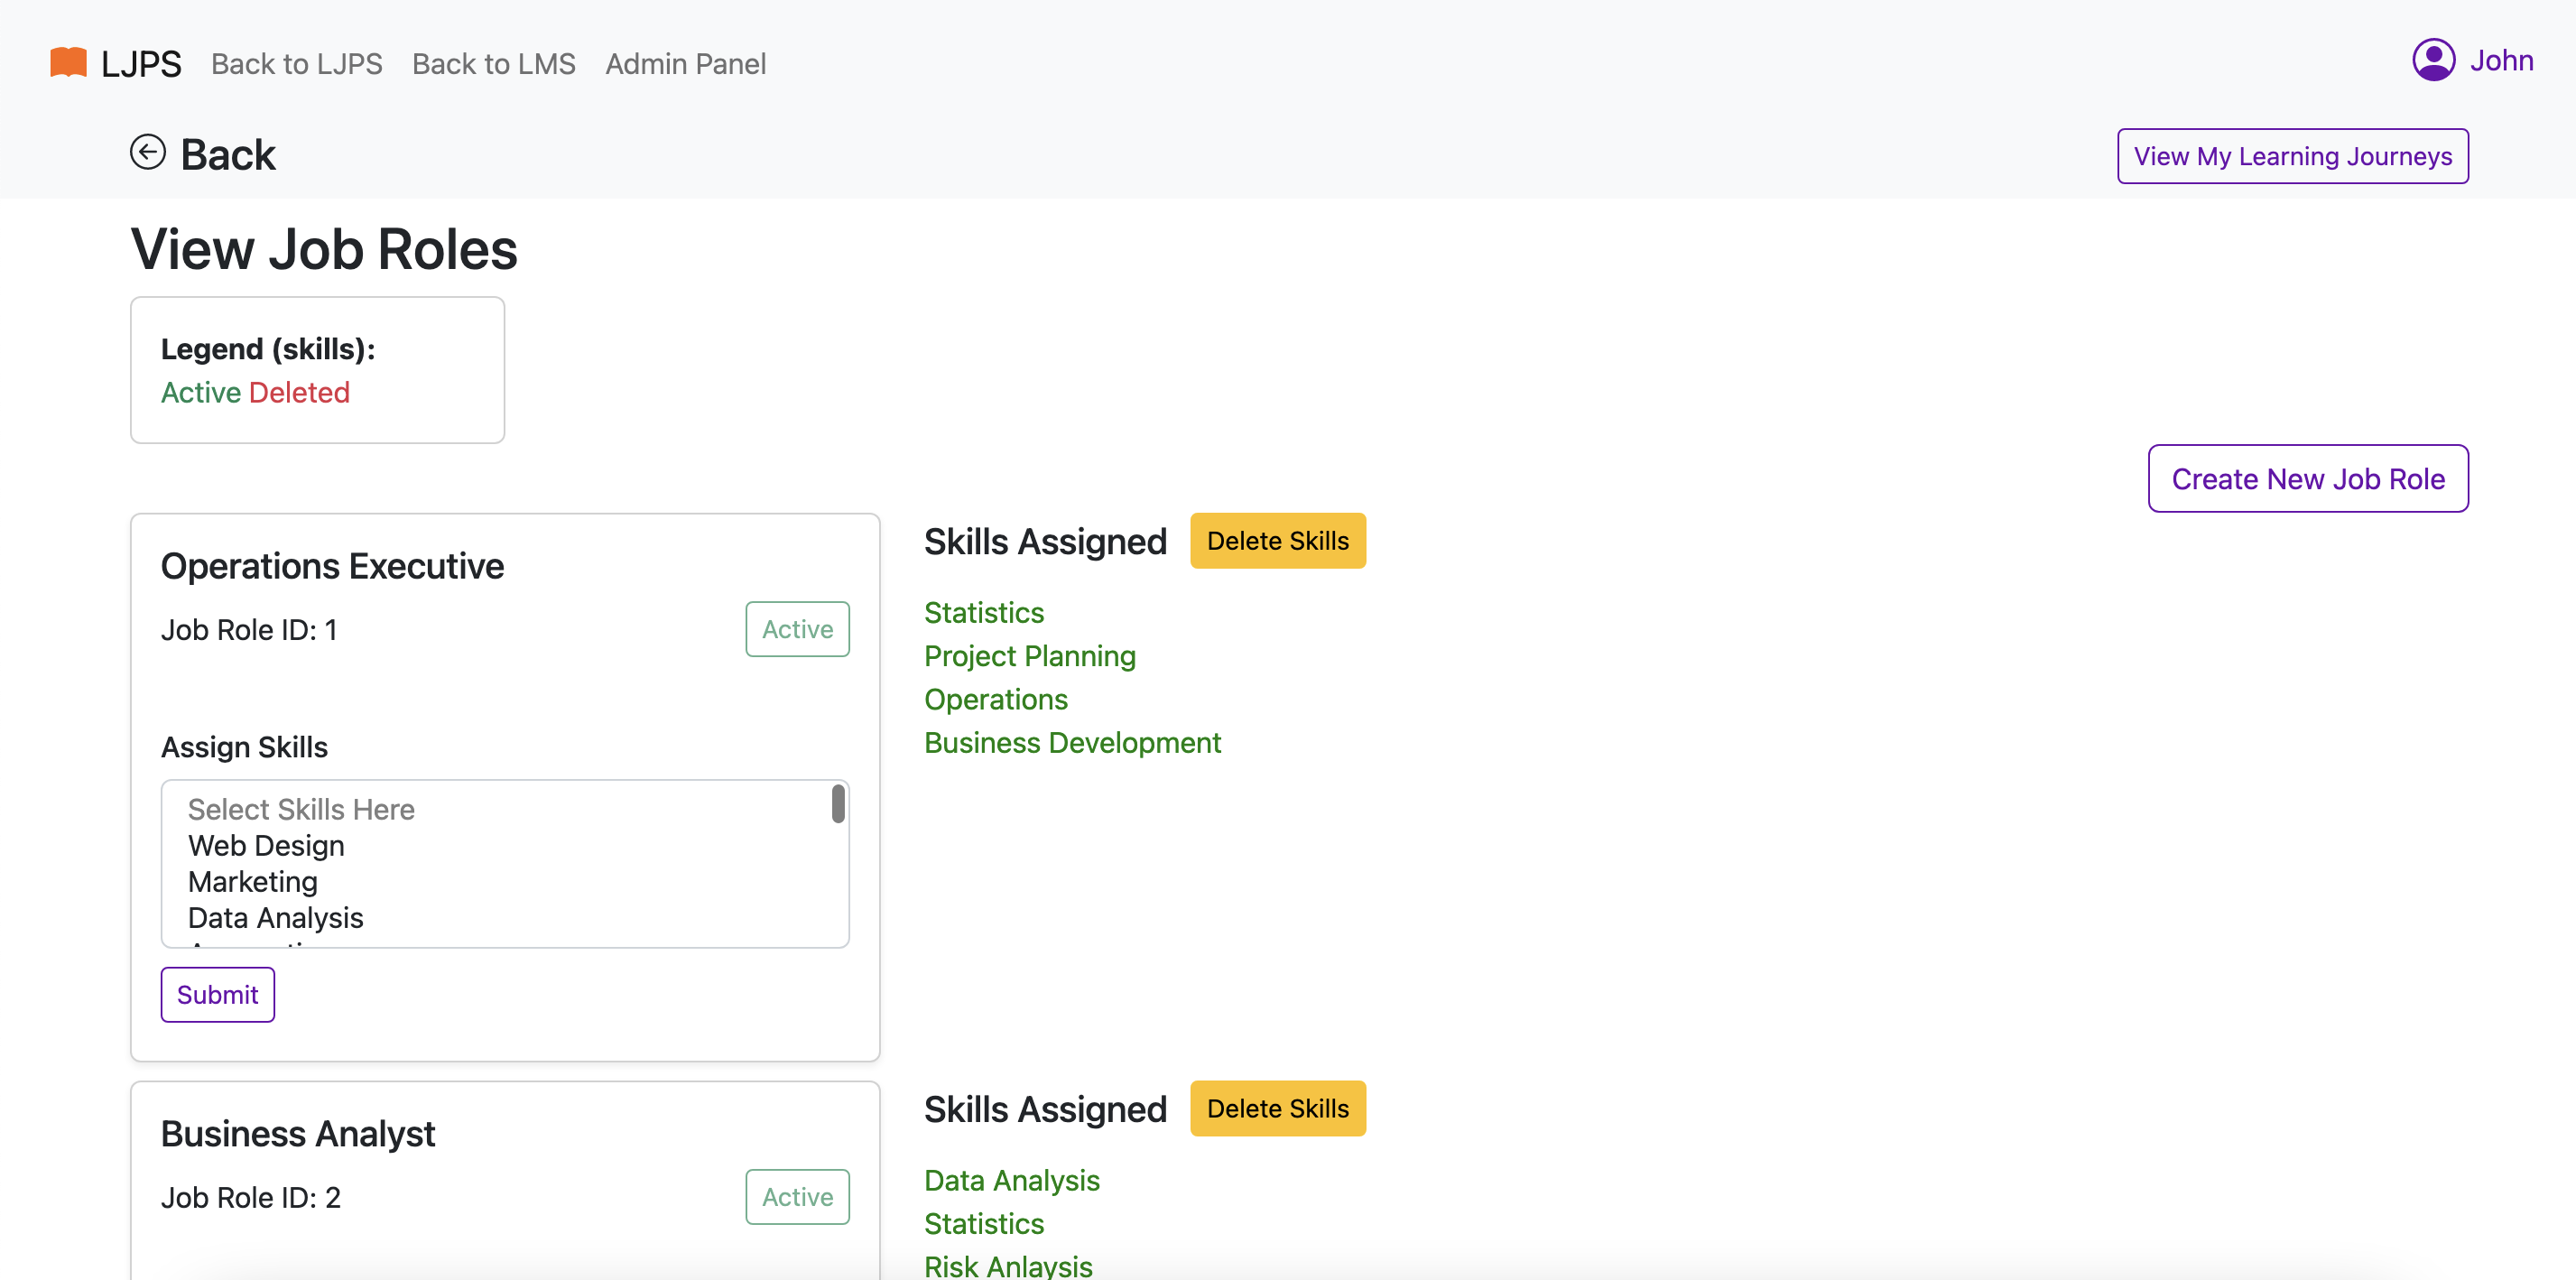 LJPS Back to LJPS Back to LMS Admin Panel John
Back View My Learning Journeys
View Job Roles
Legend (skills):
Active Deleted
Create New Job Role
Operations Executive
Job Role ID: 1 Active
Assign Skills
Select Skills Here
Web Design
Marketing
Data Analysis
Submit
Skills Assigned Delete Skills
Statistics
Project Planning
Operations
Business Development
Business Analyst
Job Role ID: 2 Active
Skills Assigned Delete Skills
Data Analysis
Statistics
Risk Anlaysis